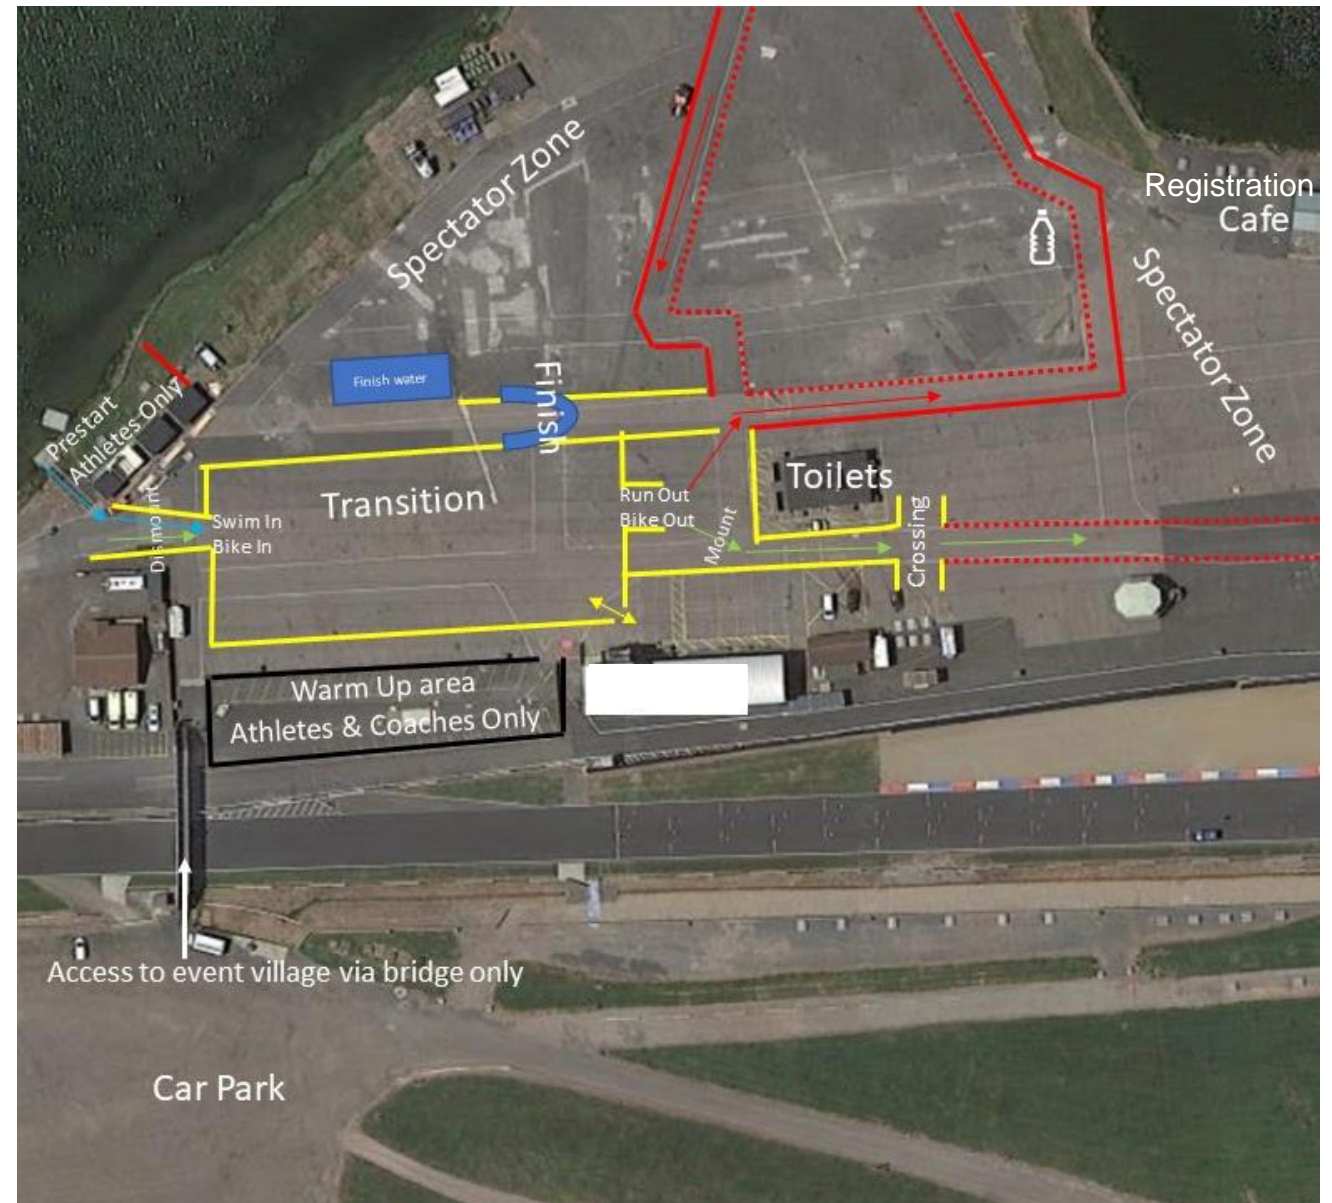 Spectator Zone
Registration
Cafe
Spectator Zone
Finish water
Finish
Prestart
Athletes Only
Transition
Toilets
Run Out
Bike Out
Mount
Crossing
Swim In
Bike In
Dismount
Warm Up area
Athletes & Coaches Only
Access to event village via bridge only
Car Park